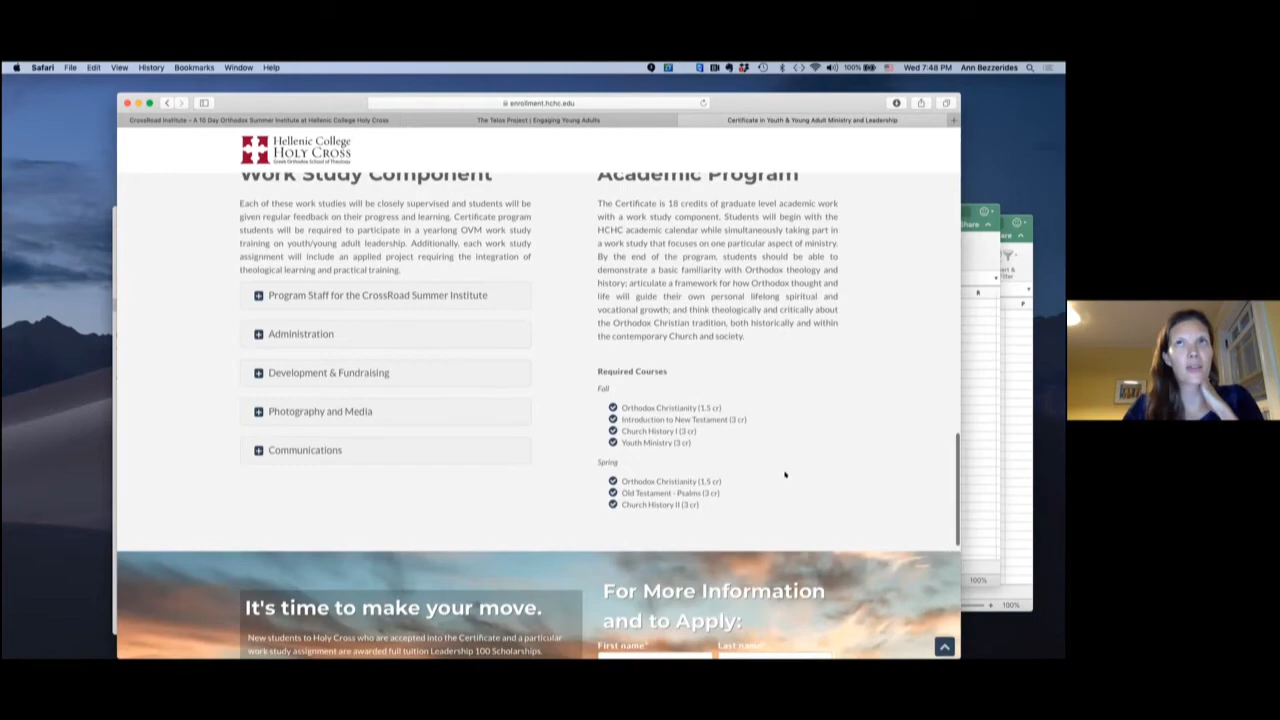 Safari File Edit View History Bookmarks Window Help
100% Wed 7:48 PM Ann Bezzerides
enrollment.hchc.edu
CrossRoad Institute – A 10 Day Orthodox Summer Institute at Hellenic College Holy Cross
The Telos Project | Engaging Young Adults
Certificate in Youth & Young Adult Ministry and Leadership
Hellenic College
HOLY CROSS
Greek Orthodox School of Theology
Work Study Component
Each of these work studies will be closely supervised and students will be
given regular feedback on their progress and learning. Certificate program
students will be required to participate in a yearlong OVM work study
training on youth/young adult leadership. Additionally, each work study
assignment will include an applied project requiring the integration of
theological learning and practical training.
Program Staff for the CrossRoad Summer Institute
Administration
Development & Fundraising
Photography and Media
Communications
Academic Program
The Certificate is 18 credits of graduate level academic work
with a work study component. Students will begin with the
HCHC academic calendar while simultaneously taking part in
a work study that focuses on one particular aspect of ministry.
By the end of the program, students should be able to
demonstrate a basic familiarity with Orthodox theology and
history; articulate a framework for how Orthodox thought and
life will guide their own personal lifelong spiritual and
vocational growth; and think theologically and critically about
the Orthodox Christian tradition, both historically and within
the contemporary Church and society.
Required Courses
Fall
Orthodox Christianity (1.5 cr)
Introduction to New Testament (3 cr)
Church History I (3 cr)
Youth Ministry (3 cr)
Spring
Orthodox Christianity (1.5 cr)
Old Testament - Psalms (3 cr)
Church History II (3 cr)
It's time to make your move.
New students to Holy Cross who are accepted into the Certificate and a particular
work study assignment are awarded full tuition Leadership 100 Scholarships.
For More Information
and to Apply:
First name*
Last name*
Share
R
P
100%
100%